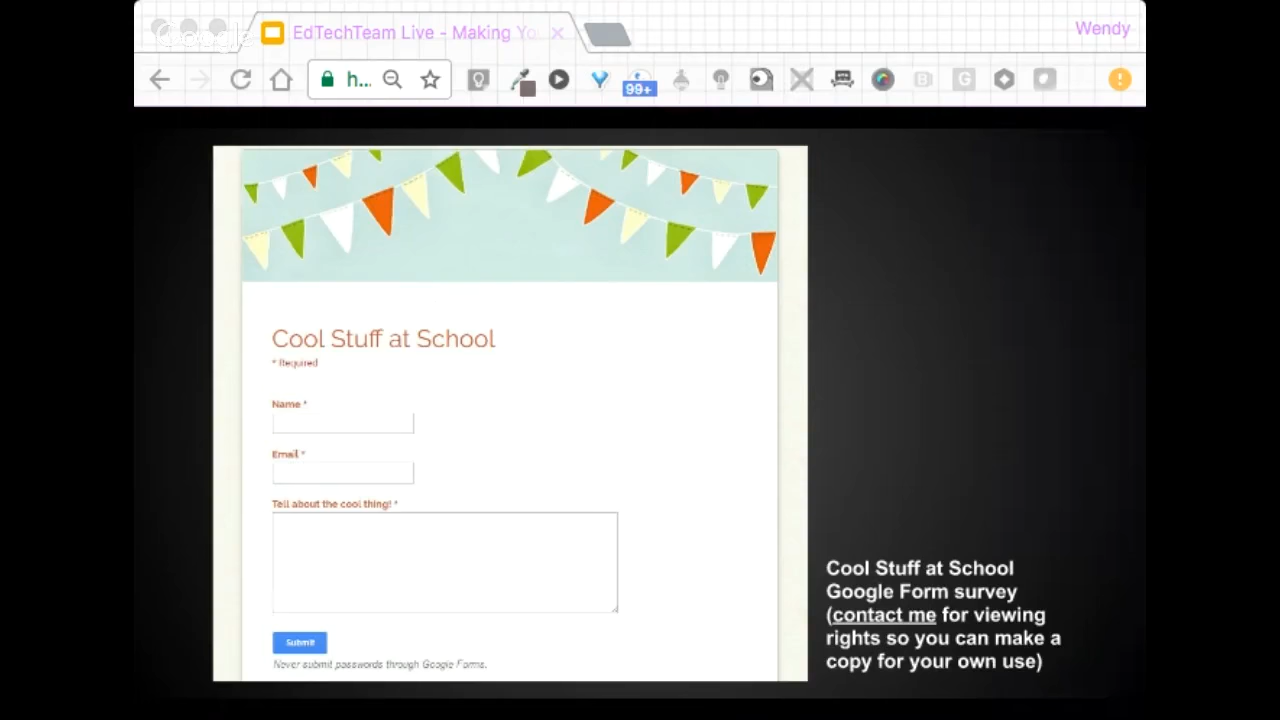 Google
EdTechTeam Live - Making Yo
Wendy
h...
99+
Cool Stuff at School
* Required
Name *
Email *
Tell about the cool thing! *
Submit
Never submit passwords through Google Forms.
Cool Stuff at School
Google Form survey
(contact me for viewing
rights so you can make a
copy for your own use)